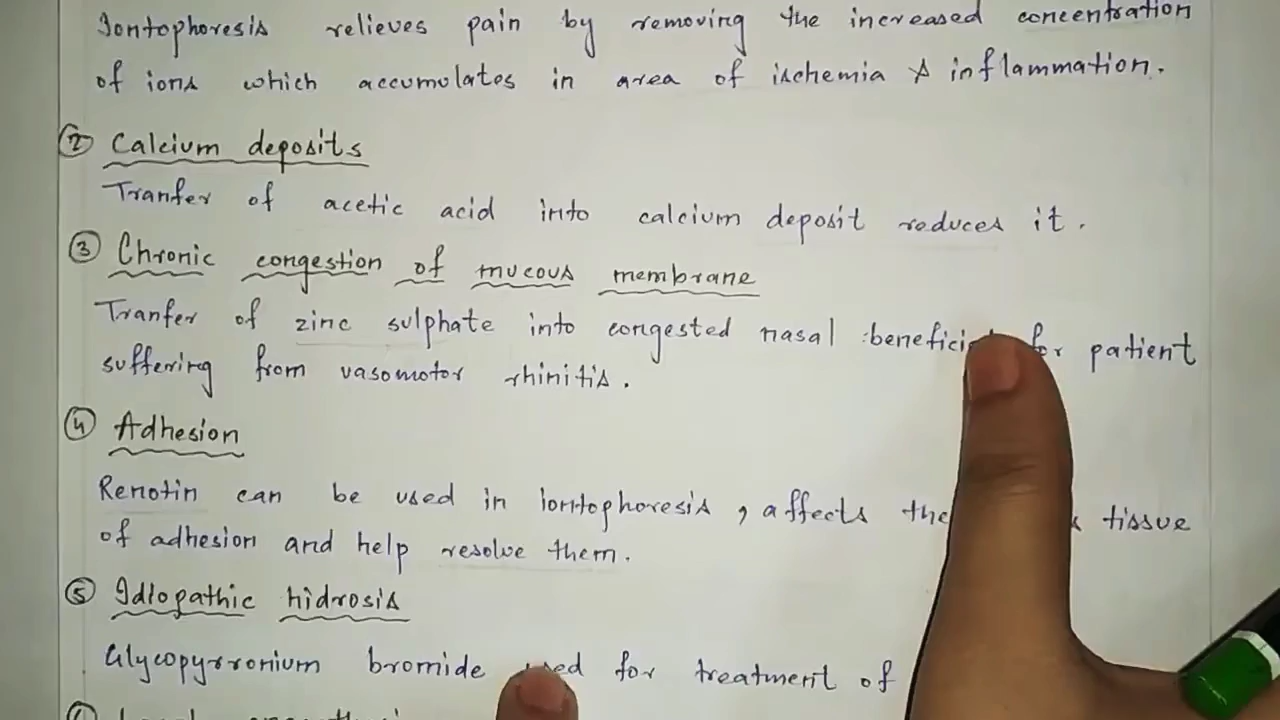 Iontophoresis relieves pain by removing the increased concentration
of ions which accumulates in area of ischemia & inflammation.
② Calcium deposits
Tranfer of acetic acid into calcium deposit reduces it.
③ Chronic congestion of mucous membrane
Tranfer of zinc sulphate into congested nasal beneficial for patient
suffering from vasomotor rhinitis.
④ Adhesion
Renotin can be used in iontophoresis, affects the tissue
of adhesion and help resolve them.
⑤ Idiopathic hidrosis
Glycopyrronium bromide used for treatment of